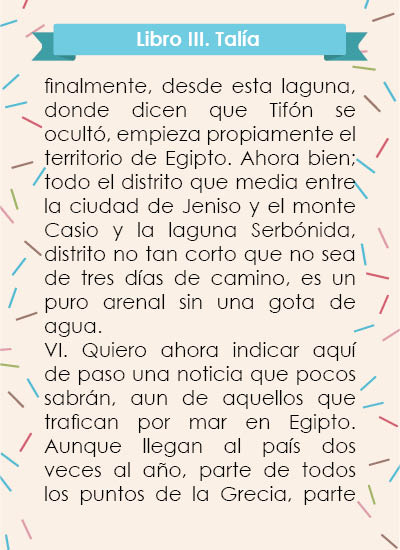 Libro III. Talía
finalmente, desde esta laguna,
donde dicen que Tifón se
ocultó, empieza propiamente el
territorio de Egipto. Ahora bien;
todo el distrito que media entre
la ciudad de Jeniso y el monte
Casio y la laguna Serbónida,
distrito no tan corto que no sea
de tres días de camino, es un
puro arenal sin una gota de
agua.
VI. Quiero ahora indicar aquí
de paso una noticia que pocos
sabrán, aun de aquellos que
trafican por mar en Egipto.
Aunque llegan al país dos
veces al año, parte de todos
los puntos de la Grecia, parte